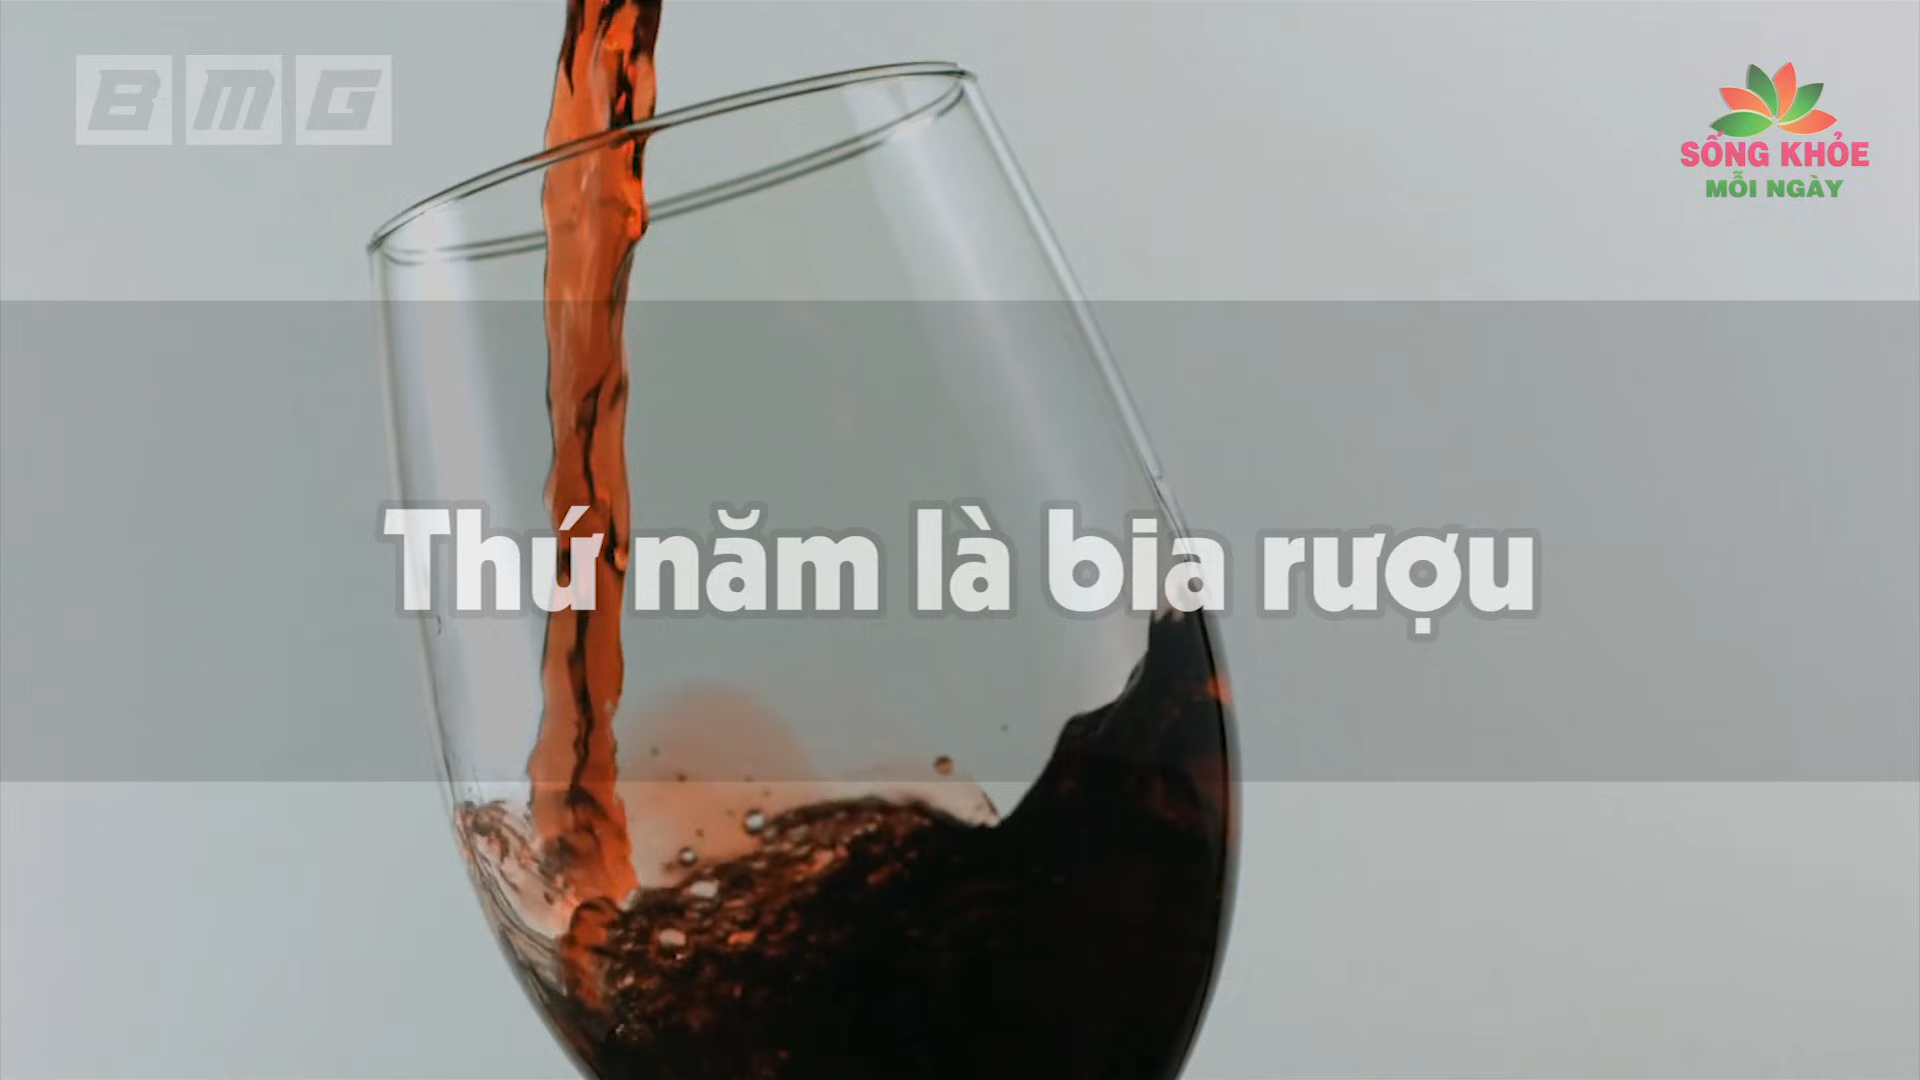 BMG
SỐNG KHỎE
MỖI NGÀY
Thứ năm là bia rượu